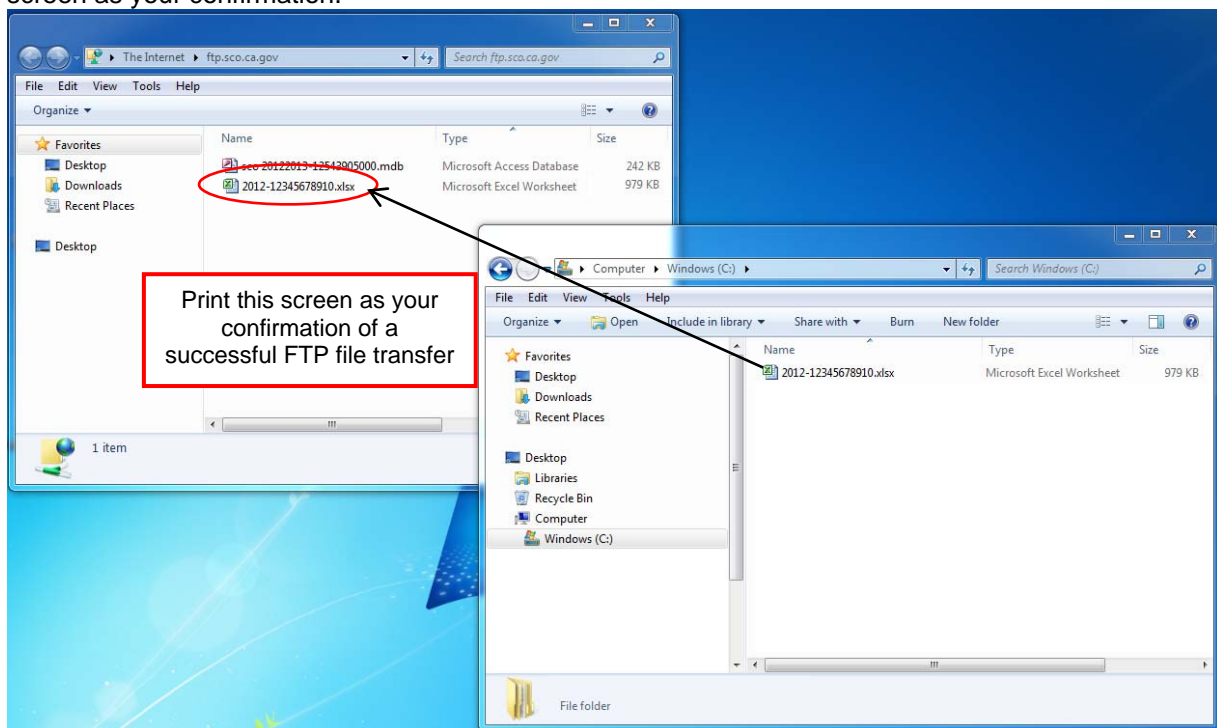 screen as your confirmation.
The Internet ▸ ftp.sco.ca.gov
Search ftp.sco.ca.gov
File Edit View Tools Help
Organize
Favorites
Desktop
Downloads
Recent Places
Desktop
Name Type Size
sco-20122013-12543905000.mdb Microsoft Access Database 242 KB
2012-12345678910.xlsx Microsoft Excel Worksheet 979 KB
Print this screen as your
confirmation of a
successful FTP file transfer
1 item
Computer ▸ Windows (C:) ▸
Search Windows (C:)
File Edit View Tools Help
Organize Open Include in library Share with Burn New folder
Favorites
Desktop
Downloads
Recent Places
Desktop
Libraries
Recycle Bin
Computer
Windows (C:)
Name Type Size
2012-12345678910.xlsx Microsoft Excel Worksheet 979 KB
File folder